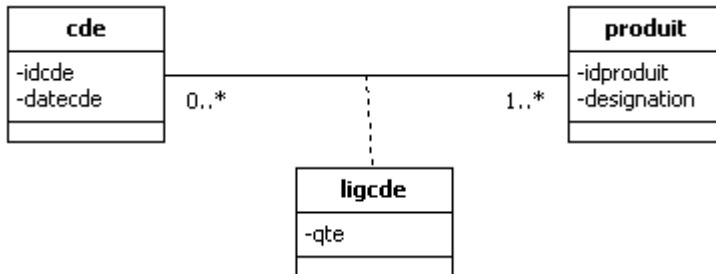 cde
-idcde
-datecde
0..*
1..*
produit
-idproduit
-designation
ligcde
-qte